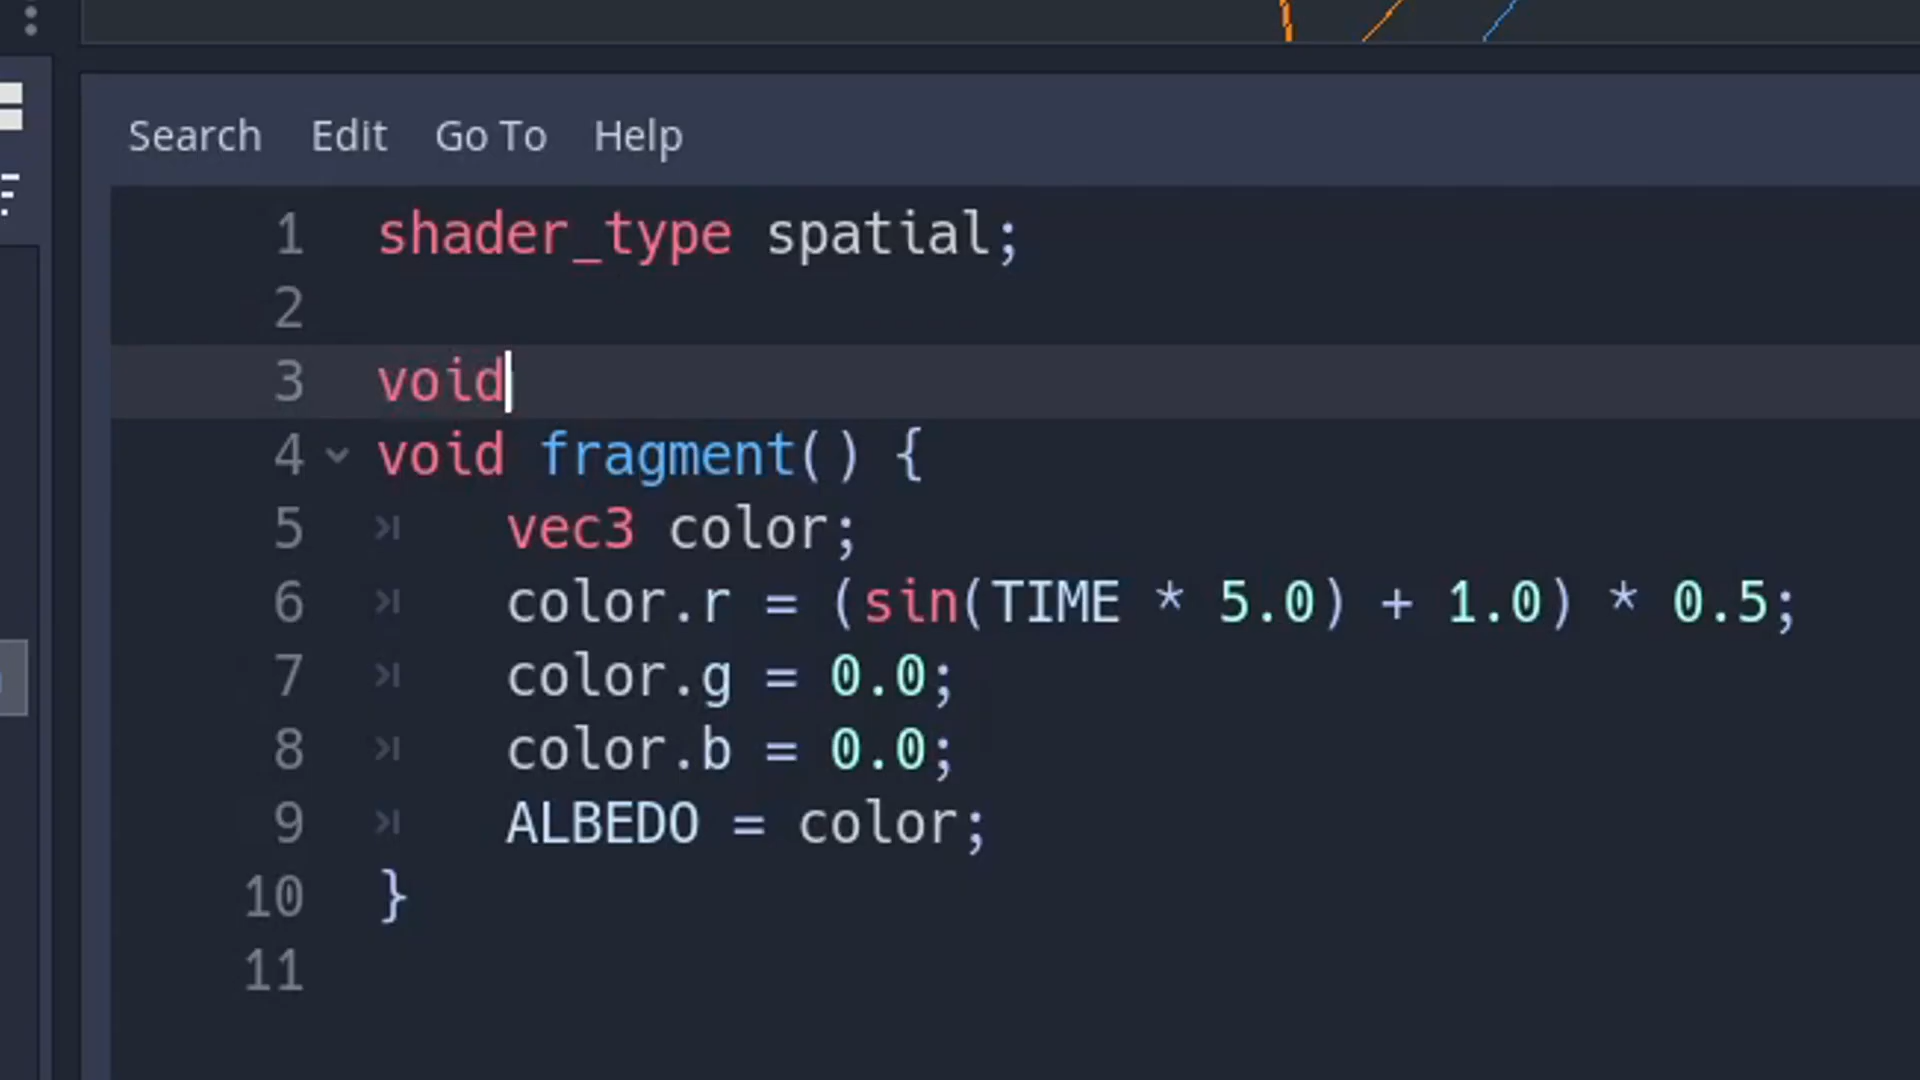 Search Edit Go To Help
1 shader_type spatial;
2
3 void
4 void fragment() {
5 vec3 color;
6 color.r = (sin(TIME * 5.0) + 1.0) * 0.5;
7 color.g = 0.0;
8 color.b = 0.0;
9 ALBEDO = color;
10 }
11